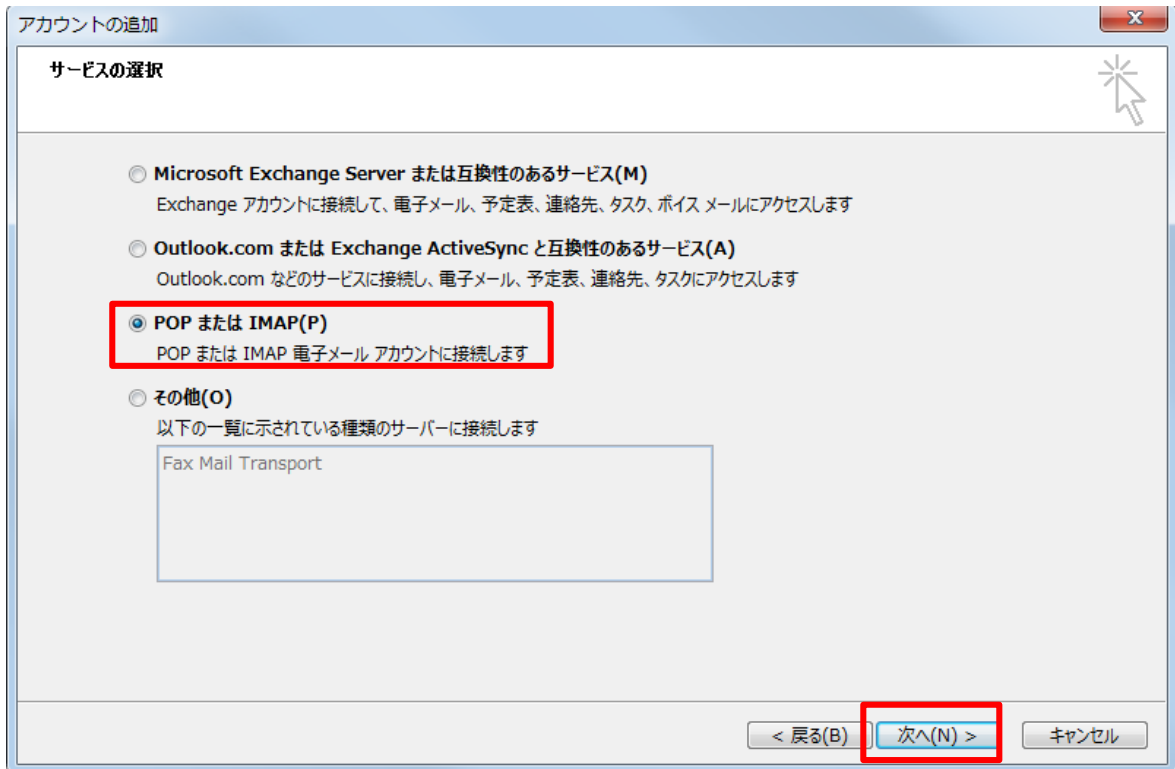 アカウントの追加
サービスの選択
Microsoft Exchange Server または互換性のあるサービス(M)
Exchange アカウントに接続して、電子メール、予定表、連絡先、タスク、ボイス メールにアクセスします
Outlook.com または Exchange ActiveSync と互換性のあるサービス(A)
Outlook.com などのサービスに接続し、電子メール、予定表、連絡先、タスクにアクセスします
POP または IMAP(P)
POP または IMAP 電子メール アカウントに接続します
その他(O)
以下の一覧に示されている種類のサーバーに接続します
Fax Mail Transport
< 戻る(B) 次へ(N) > キャンセル